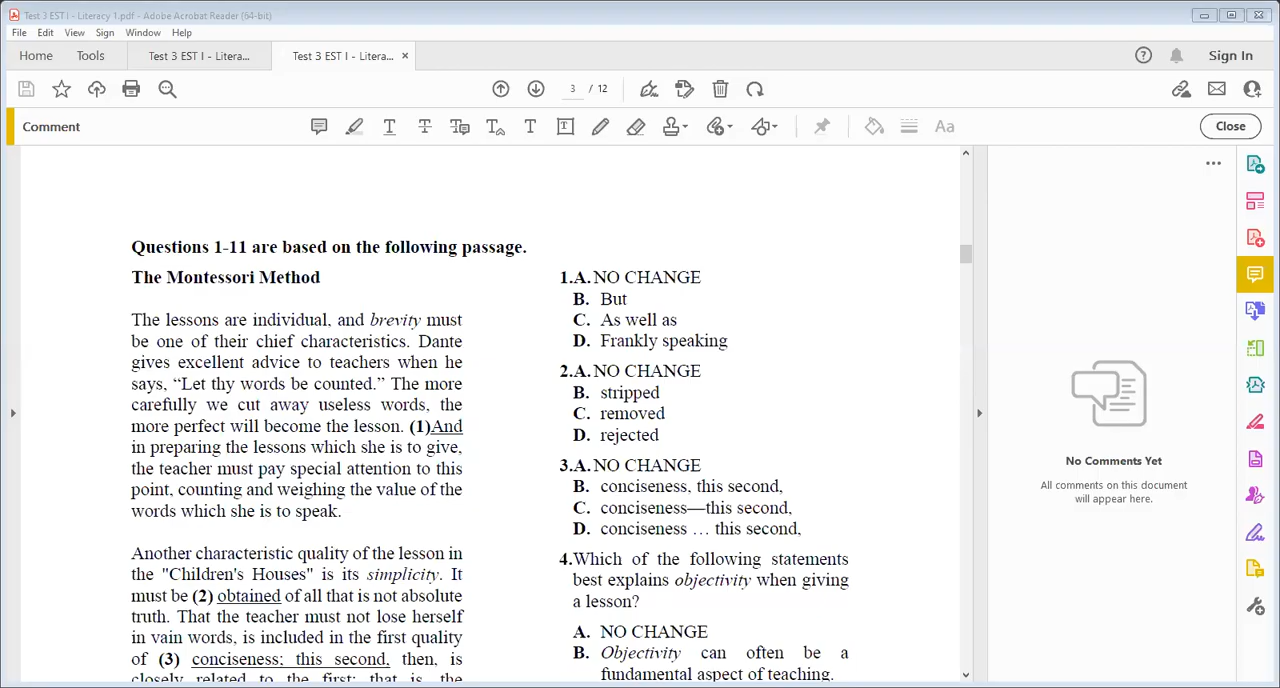 Test 3 EST I - Literacy 1.pdf - Adobe Acrobat Reader (64-bit)
File Edit View Sign Window Help
Home Tools Test 3 EST I - Litera... Test 3 EST I - Litera... × Sign In
3 / 12
Comment Close
Questions 1-11 are based on the following passage.
The Montessori Method
The lessons are individual, and brevity must
be one of their chief characteristics. Dante
gives excellent advice to teachers when he
says, “Let thy words be counted.” The more
carefully we cut away useless words, the
more perfect will become the lesson. (1)And
in preparing the lessons which she is to give,
the teacher must pay special attention to this
point, counting and weighing the value of the
words which she is to speak.
Another characteristic quality of the lesson in
the "Children's Houses" is its simplicity. It
must be (2) obtained of all that is not absolute
truth. That the teacher must not lose herself
in vain words, is included in the first quality
of (3) conciseness; this second, then, is
closely related to the first: that is, the
1.A. NO CHANGE
B. But
C. As well as
D. Frankly speaking
2.A. NO CHANGE
B. stripped
C. removed
D. rejected
3.A. NO CHANGE
B. conciseness, this second,
C. conciseness—this second,
D. conciseness … this second,
4.Which of the following statements
best explains objectivity when giving
a lesson?
A. NO CHANGE
B. Objectivity can often be a
fundamental aspect of teaching.
No Comments Yet
All comments on this document
will appear here.